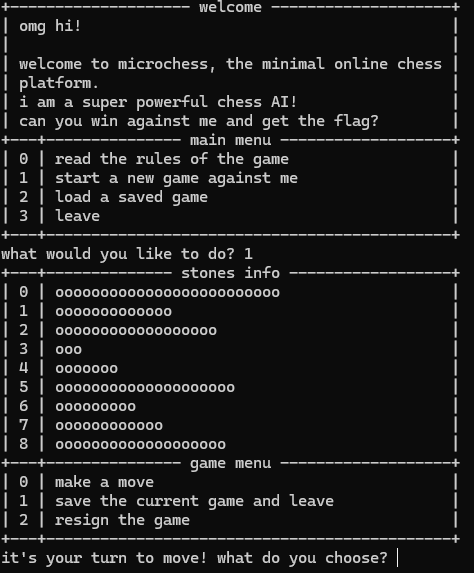 welcome
omg hi!
welcome to microchess, the minimal online chess
platform.
i am a super powerful chess AI!
can you win against me and get the flag?
main menu
0 | read the rules of the game
1 | start a new game against me
2 | load a saved game
3 | leave
what would you like to do? 1
stones info
0 | ooooooooooooooooooooooooo
1 | ooooooooooooo
2 | oooooooooooooooooo
3 | ooo
4 | ooooooo
5 | oooooooooooooooooooo
6 | ooooooooo
7 | oooooooooooo
8 | ooooooooooooooooooo
game menu
0 | make a move
1 | save the current game and leave
2 | resign the game
it's your turn to move! what do you choose?